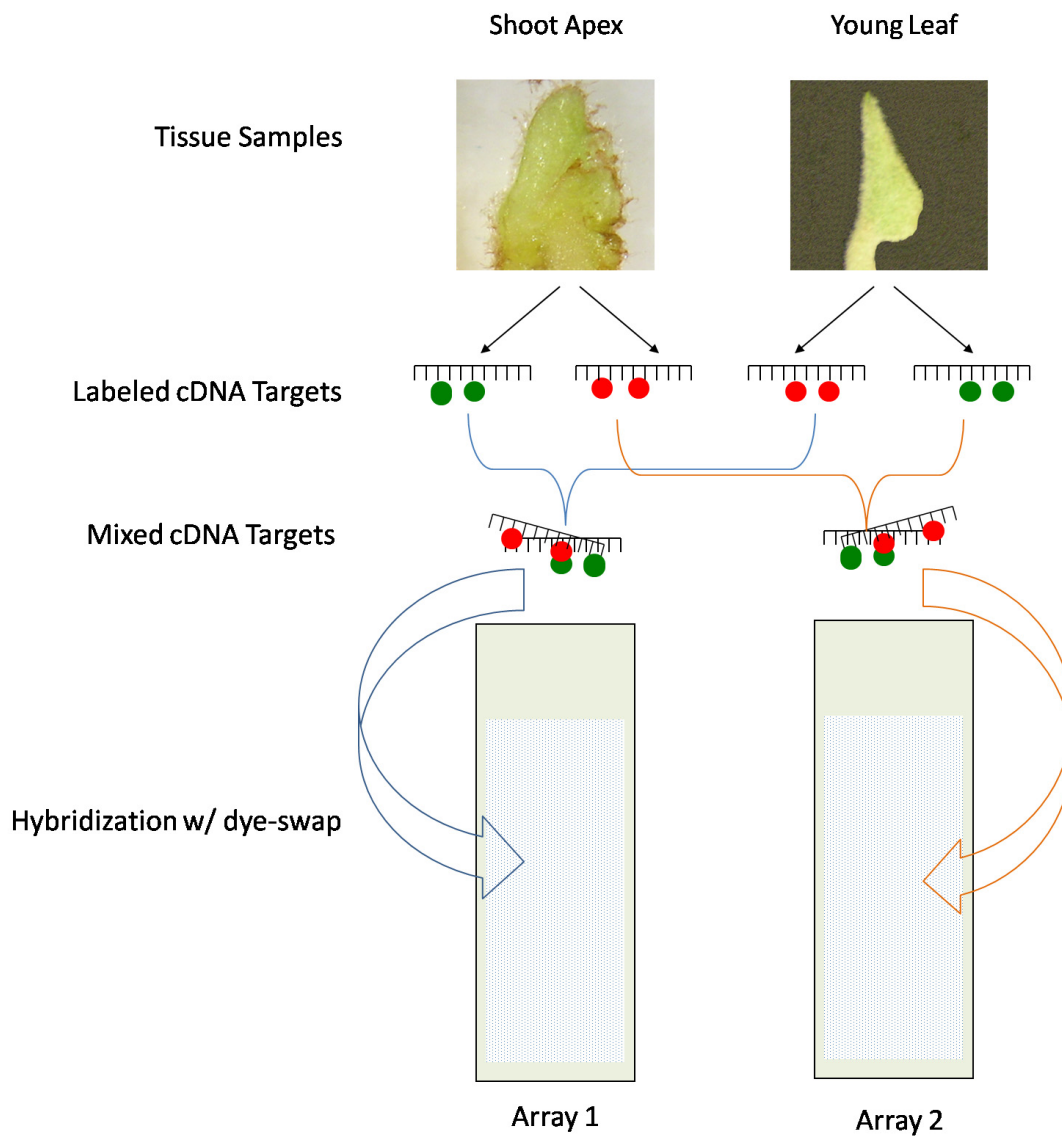 Shoot Apex
Young Leaf
Tissue Samples
Labeled cDNA Targets
Mixed cDNA Targets
Hybridization w/ dye-swap
Array 1
Array 2